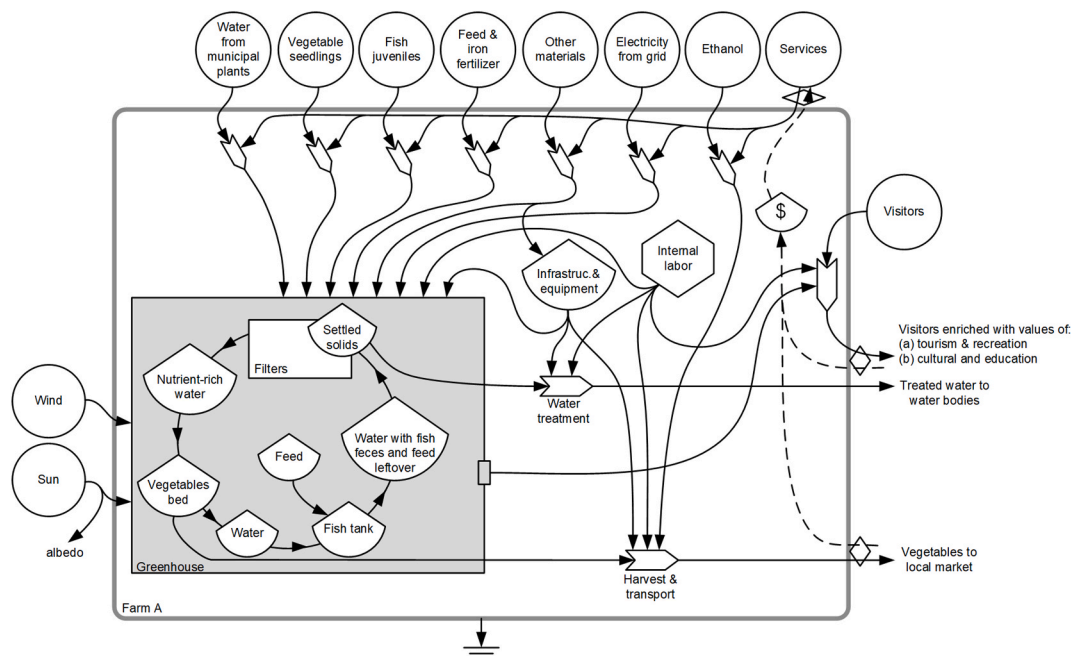 Water
from
municipal
plants
Vegetable
seedlings
Fish
juveniles
Feed &
iron
fertilizer
Other
materials
Electricity
from grid
Ethanol
Services
$
Visitors
Internal
labor
Infrastruc.&
equipment
Settled
solids
Filters
Nutrient-rich
water
Visitors enriched with values of:
(a) tourism & recreation
(b) cultural and education
Treated water to
water bodies
Water
treatment
Wind
Sun
albedo
Water with fish
feces and feed
leftover
Feed
Vegetables
bed
Water
Fish tank
Greenhouse
Harvest &
transport
Vegetables to
local market
Farm A